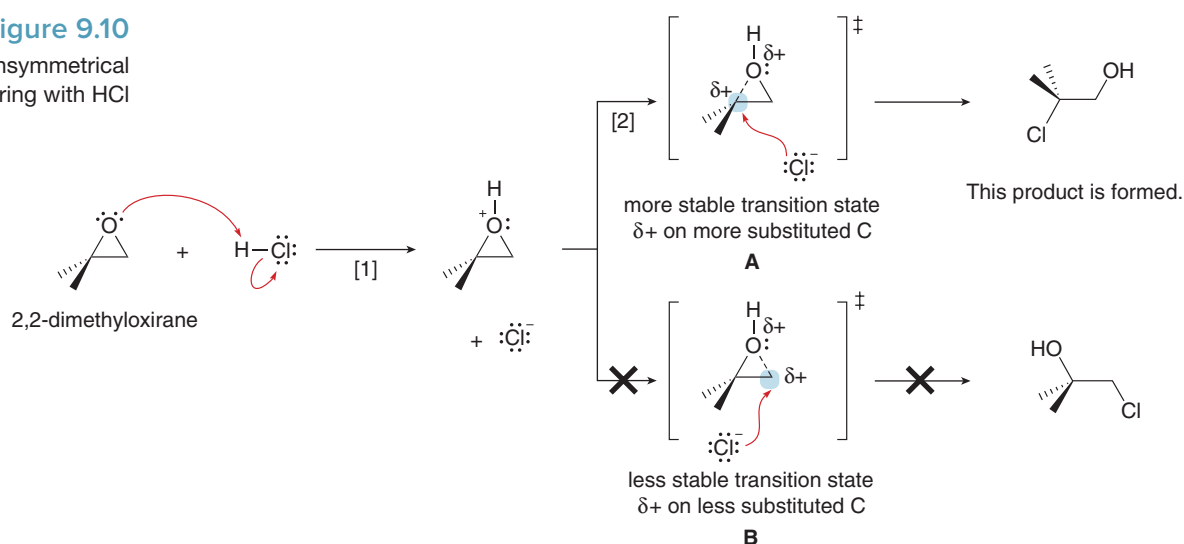 igure 9.10
nsymmetrical
ring with HCl
O
+
H–Cl
[1]
2,2-dimethyloxirane
H
+
O
+ Cl−
[2]
H
δ+
O
δ+
Cl−
‡
more stable transition state
δ+ on more substituted C
A
OH
Cl
This product is formed.
H
δ+
O
δ+
Cl−
‡
less stable transition state
δ+ on less substituted C
B
HO
Cl